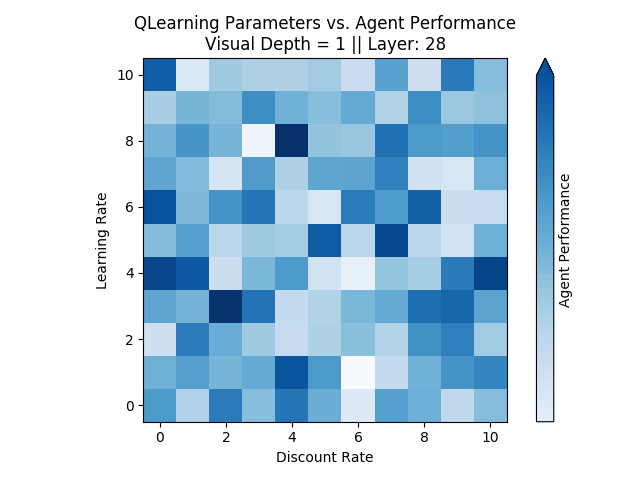 QLearning Parameters vs. Agent Performance
Visual Depth = 1 || Layer: 28
10
8
6
4
2
0
Learning Rate
0 2 4 6 8 10
Discount Rate
Agent Performance